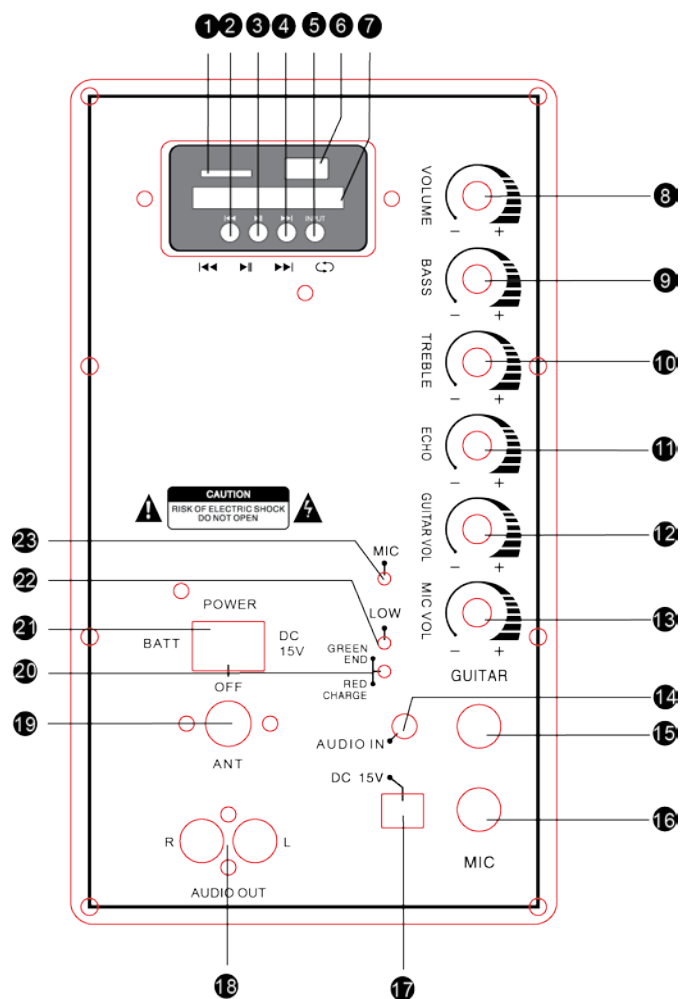 1 2 3 4 5 6 7
INPUT
VOLUME
- +
8
BASS
- +
9
TREBLE
- +
10
ECHO
- +
11
CAUTION
RISK OF ELECTRIC SHOCK
DO NOT OPEN
GUITAR VOL
- +
12
23
MIC
22
MIC VOL
- +
13
POWER
LOW
21
BATT
DC
15V
GREEN
END
20
OFF
RED
CHARGE
GUITAR
14
19
AUDIO IN
15
ANT
DC 15V
16
R L
MIC
AUDIO OUT
18
17